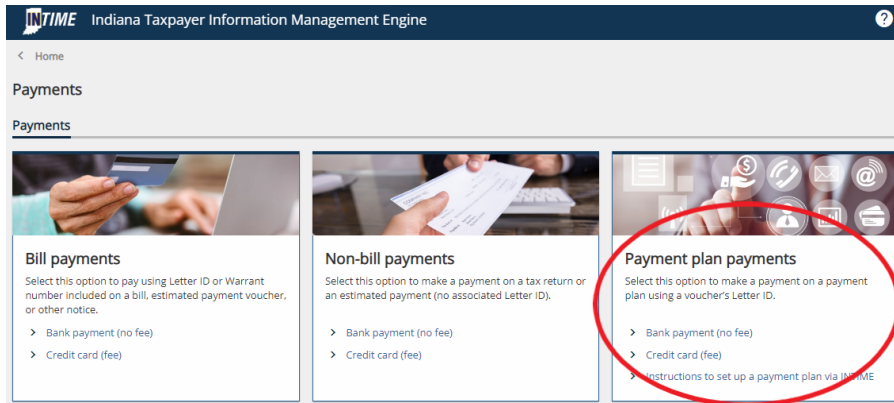 INTIME Indiana Taxpayer Information Management Engine ?
< Home
Payments
Payments
Bill payments
Select this option to pay using Letter ID or Warrant
number included on a bill, estimated payment voucher,
or other notice.
> Bank payment (no fee)
> Credit card (fee)
Non-bill payments
Select this option to make a payment on a tax return or
an estimated payment (no associated Letter ID).
> Bank payment (no fee)
> Credit card (fee)
$ @
Payment plan payments
Select this option to make a payment on a payment
plan using a voucher's Letter ID.
> Bank payment (no fee)
> Credit card (fee)
> Instructions to set up a payment plan via INTIME